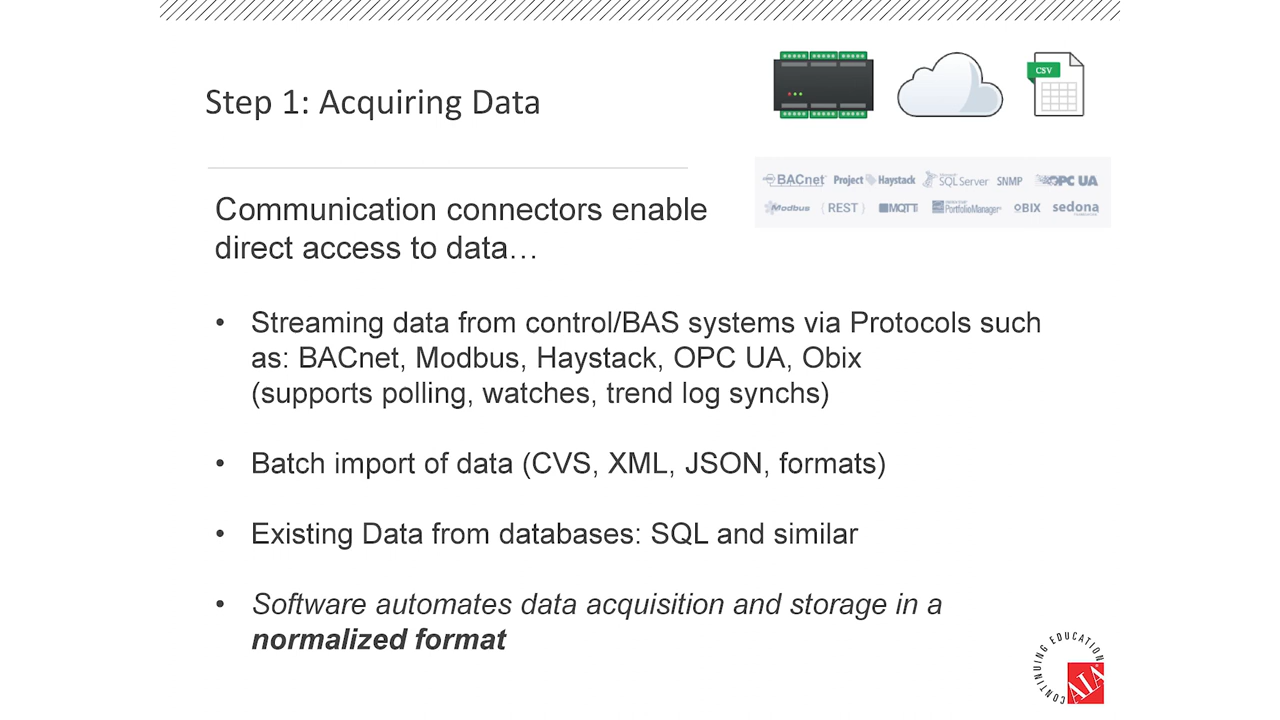 Step 1: Acquiring Data
CSV
BACnet Project Haystack SQL Server SNMP OPC UA
Modbus { REST } MQTT PortfolioManager oBIX sedona
Communication connectors enable
direct access to data…
• Streaming data from control/BAS systems via Protocols such
as: BACnet, Modbus, Haystack, OPC UA, Obix
(supports polling, watches, trend log synchs)
• Batch import of data (CVS, XML, JSON, formats)
• Existing Data from databases: SQL and similar
• Software automates data acquisition and storage in a
normalized format
CONTINUING EDUCATION
AIA